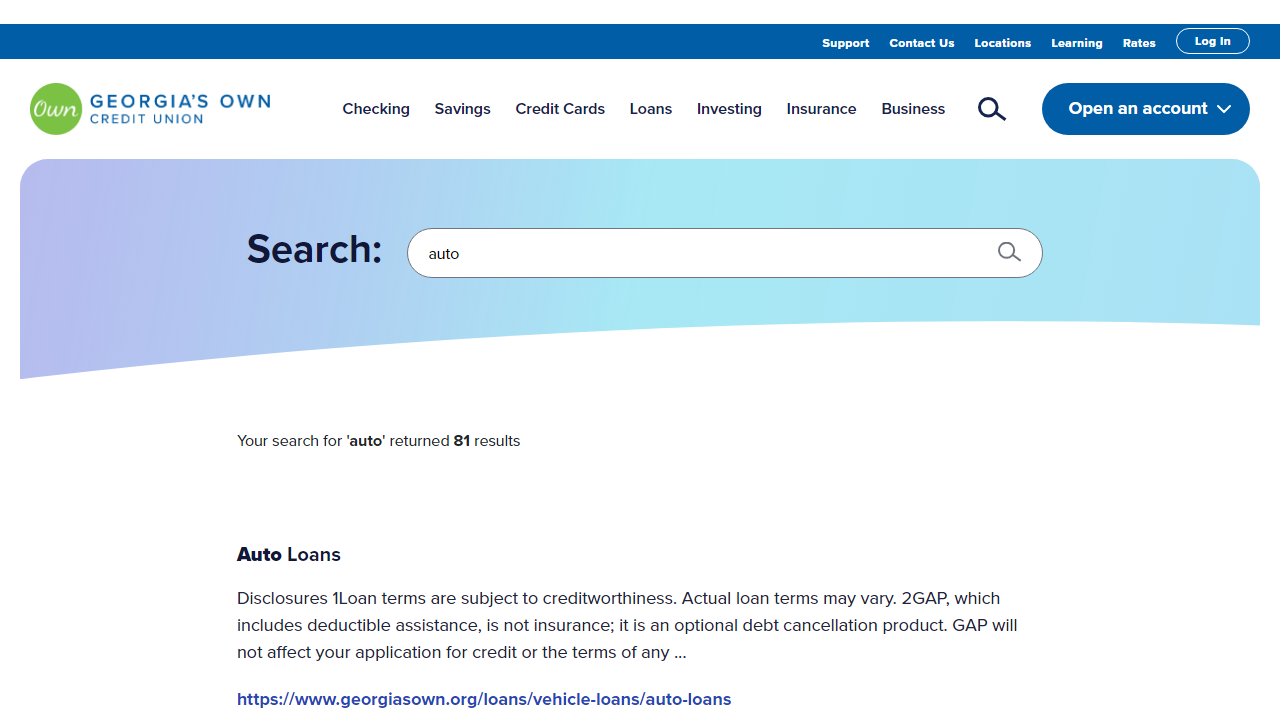 Support Contact Us Locations Learning Rates Log In
Own GEORGIA'S OWN
CREDIT UNION
Checking Savings Credit Cards Loans Investing Insurance Business Open an account
Search: auto
Your search for 'auto' returned 81 results
Auto Loans
Disclosures 1Loan terms are subject to creditworthiness. Actual loan terms may vary. 2GAP, which
includes deductible assistance, is not insurance; it is an optional debt cancellation product. GAP will
not affect your application for credit or the terms of any ...
https://www.georgiasown.org/loans/vehicle-loans/auto-loans